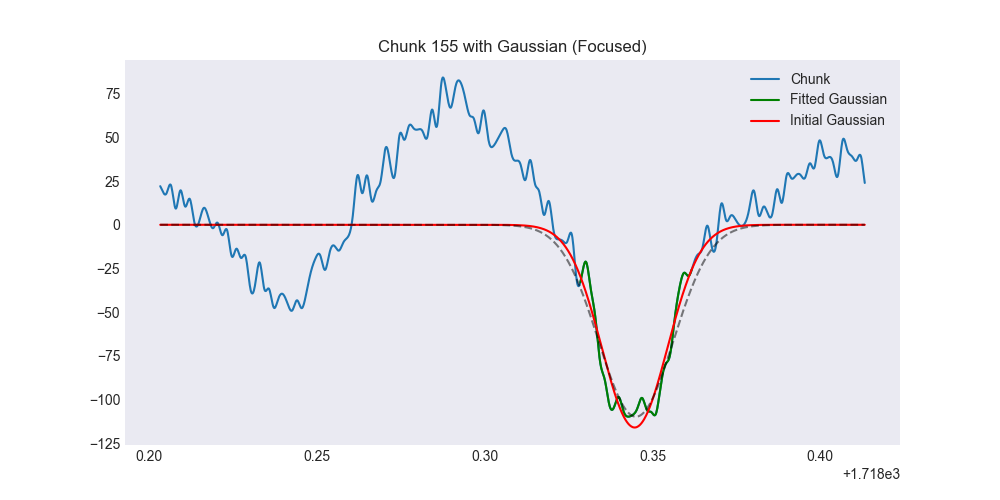 Chunk 155 with Gaussian (Focused)
Chunk
Fitted Gaussian
Initial Gaussian
75
50
25
0
−25
−50
−75
−100
−125
0.20 0.25 0.30 0.35 0.40
+1.718e3